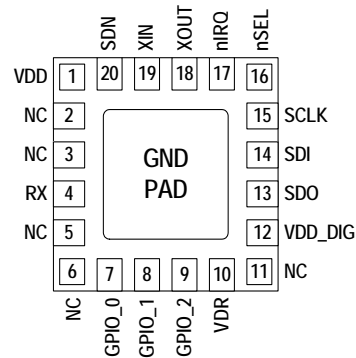 SDN XIN XOUT nIRQ nSEL
20 19 18 17 16
VDD 1
NC 2
NC 3
RX 4
NC 5
GND
PAD
15 SCLK
14 SDI
13 SDO
12 VDD_DIG
11 NC
6 7 8 9 10
NC GPIO_0 GPIO_1 GPIO_2 VDR